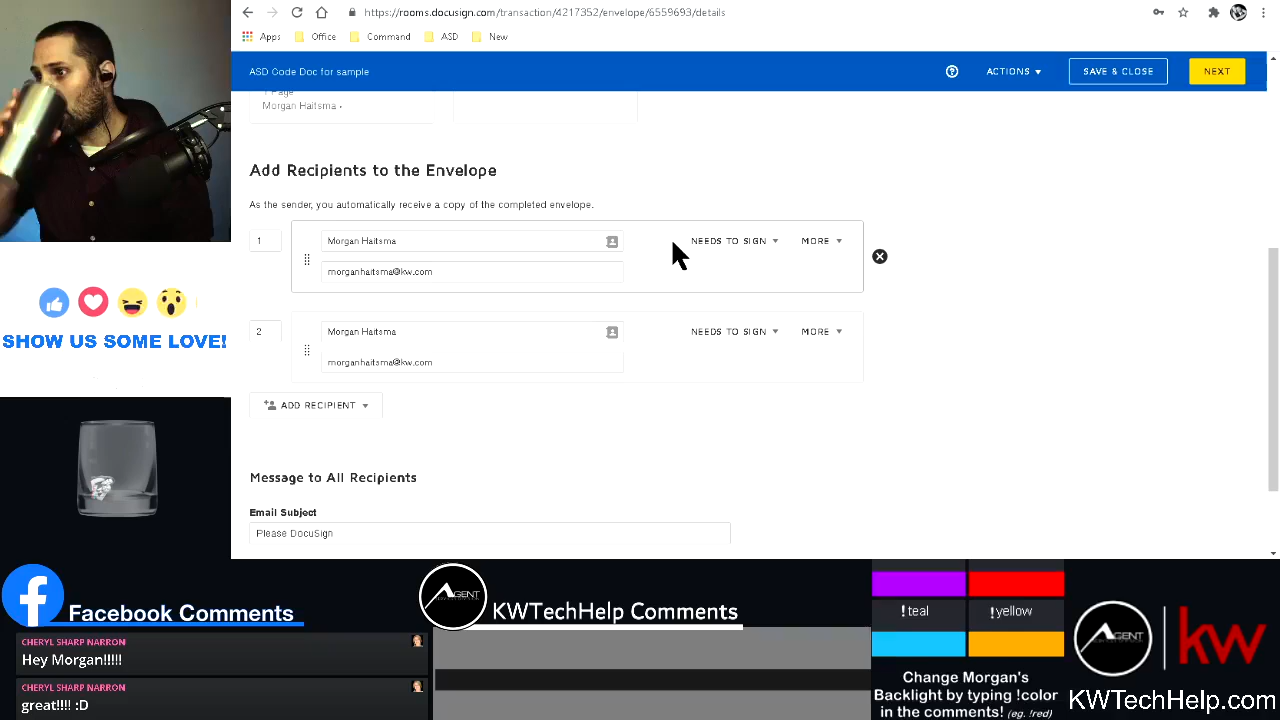 https://rooms.docusign.com/transaction/4217352/envelope/6559693/details
Apps Office Command ASD New
ASD Code Doc for sample
ACTIONS
SAVE & CLOSE
NEXT
1 Page
Morgan Haitsma
Add Recipients to the Envelope
As the sender, you automatically receive a copy of the completed envelope.
1
Morgan Haitsma
NEEDS TO SIGN
MORE
morganhaitsma@kw.com
2
Morgan Haitsma
NEEDS TO SIGN
MORE
morganhaitsma@kw.com
ADD RECIPIENT
Message to All Recipients
Email Subject
Please DocuSign
SHOW US SOME LOVE!
Facebook Comments
CHERYL SHARP NARRON
Hey Morgan!!!!!
CHERYL SHARP NARRON
great!!!! :D
AGENT
KWTechHelp Comments
!teal
!yellow
Change Morgan's
Backlight by typing !color
in the comments! (eg. !red)
AGENT
kw
KWTechHelp.com